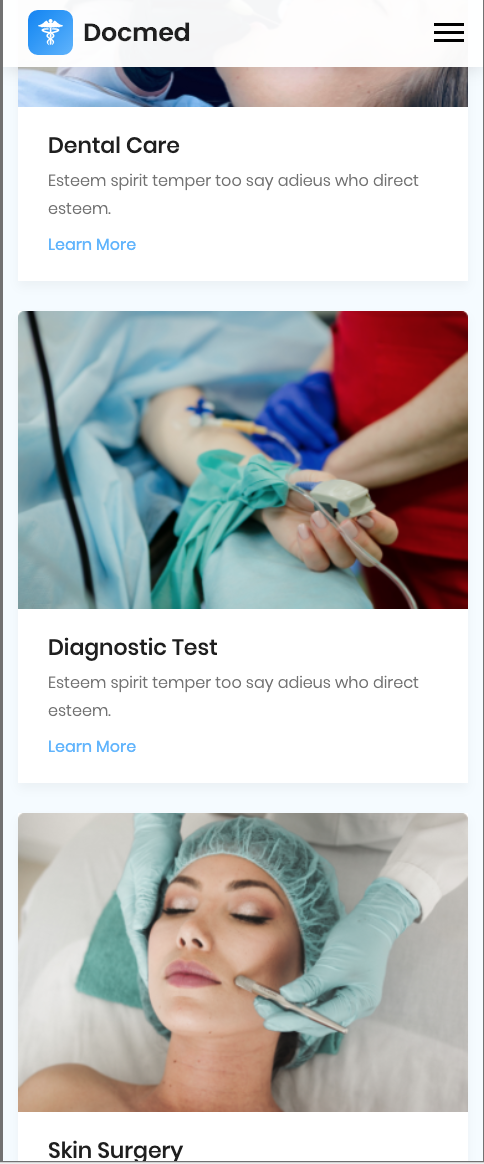 Docmed
Dental Care
Esteem spirit temper too say adieus who direct
esteem.
Learn More
Diagnostic Test
Esteem spirit temper too say adieus who direct
esteem.
Learn More
Skin Surgery